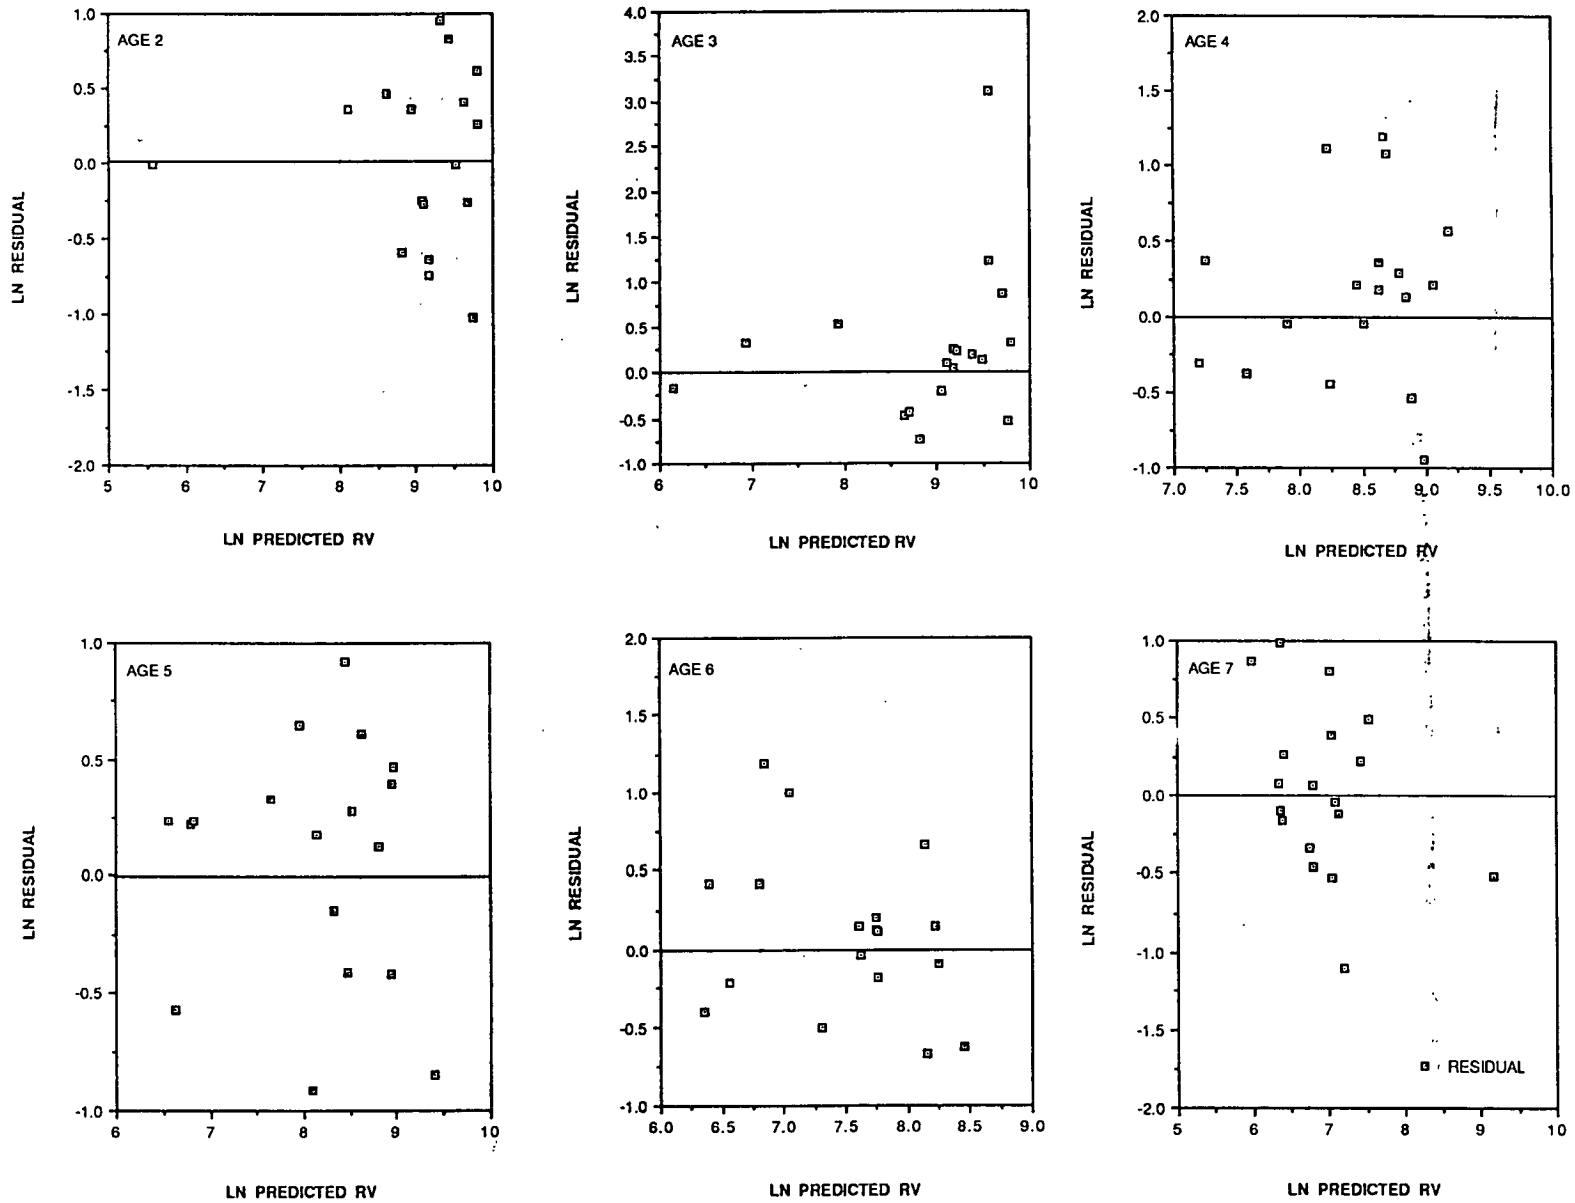 AGE 2
1.0
0.5
0.0
-0.5
-1.0
-1.5
-2.0
5 6 7 8 9 10
LN RESIDUAL
LN PREDICTED RV
AGE 3
4.0
3.5
3.0
2.5
2.0
1.5
1.0
0.5
0.0
-0.5
-1.0
6 7 8 9 10
LN RESIDUAL
LN PREDICTED RV
AGE 4
2.0
1.5
1.0
0.5
0.0
-0.5
-1.0
7.0 7.5 8.0 8.5 9.0 9.5 10.0
LN RESIDUAL
LN PREDICTED RV
AGE 5
1.0
0.5
0.0
-0.5
-1.0
6 7 8 9 10
LN RESIDUAL
LN PREDICTED RV
AGE 6
2.0
1.5
1.0
0.5
0.0
-0.5
-1.0
6.0 6.5 7.0 7.5 8.0 8.5 9.0
LN RESIDUAL
LN PREDICTED RV
AGE 7
1.0
0.5
0.0
-0.5
-1.0
-1.5
-2.0
5 6 7 8 9 10
LN RESIDUAL
LN PREDICTED RV
RESIDUAL